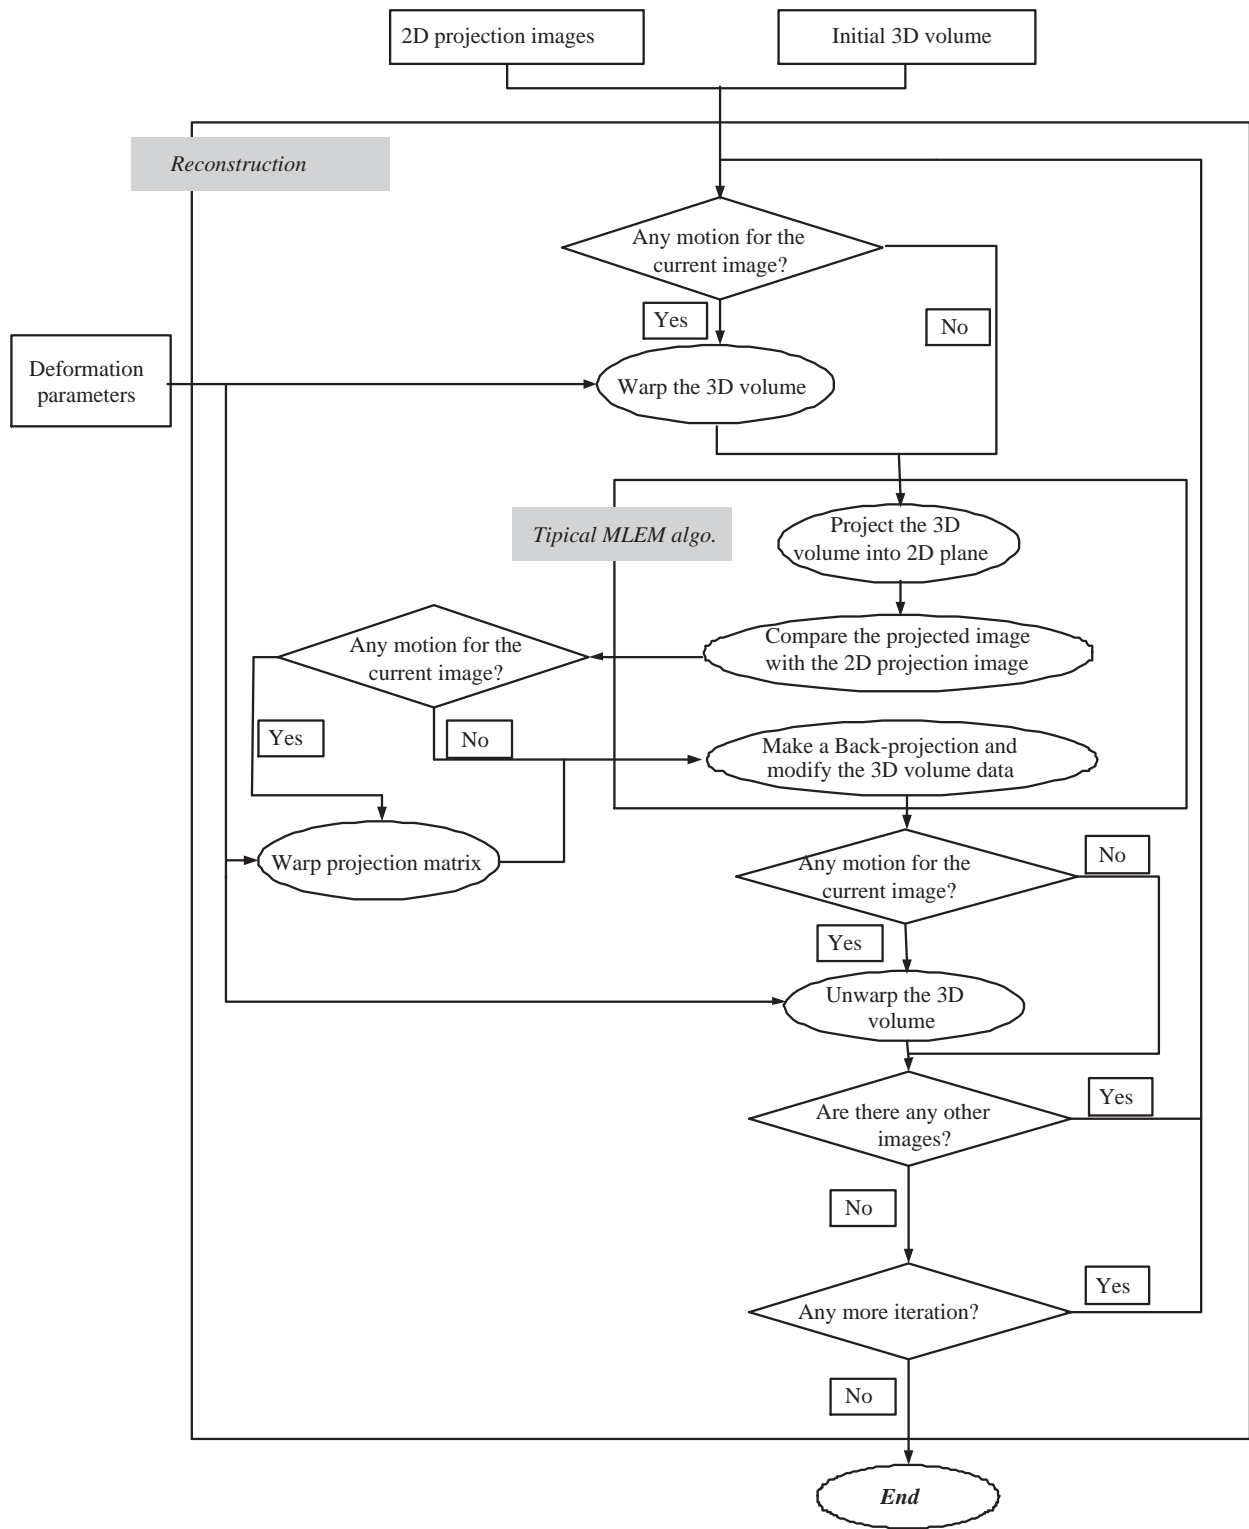 2D projection images
Initial 3D volume
Reconstruction
Any motion for the
current image?
Yes
No
Deformation
parameters
Warp the 3D volume
Tipical MLEM algo.
Project the 3D
volume into 2D plane
Any motion for the
current image?
Compare the projected image
with the 2D projection image
Yes
No
Make a Back-projection and
modify the 3D volume data
Warp projection matrix
Any motion for the
current image?
No
Yes
Unwarp the 3D
volume
Are there any other
images?
Yes
No
Any more iteration?
Yes
No
End